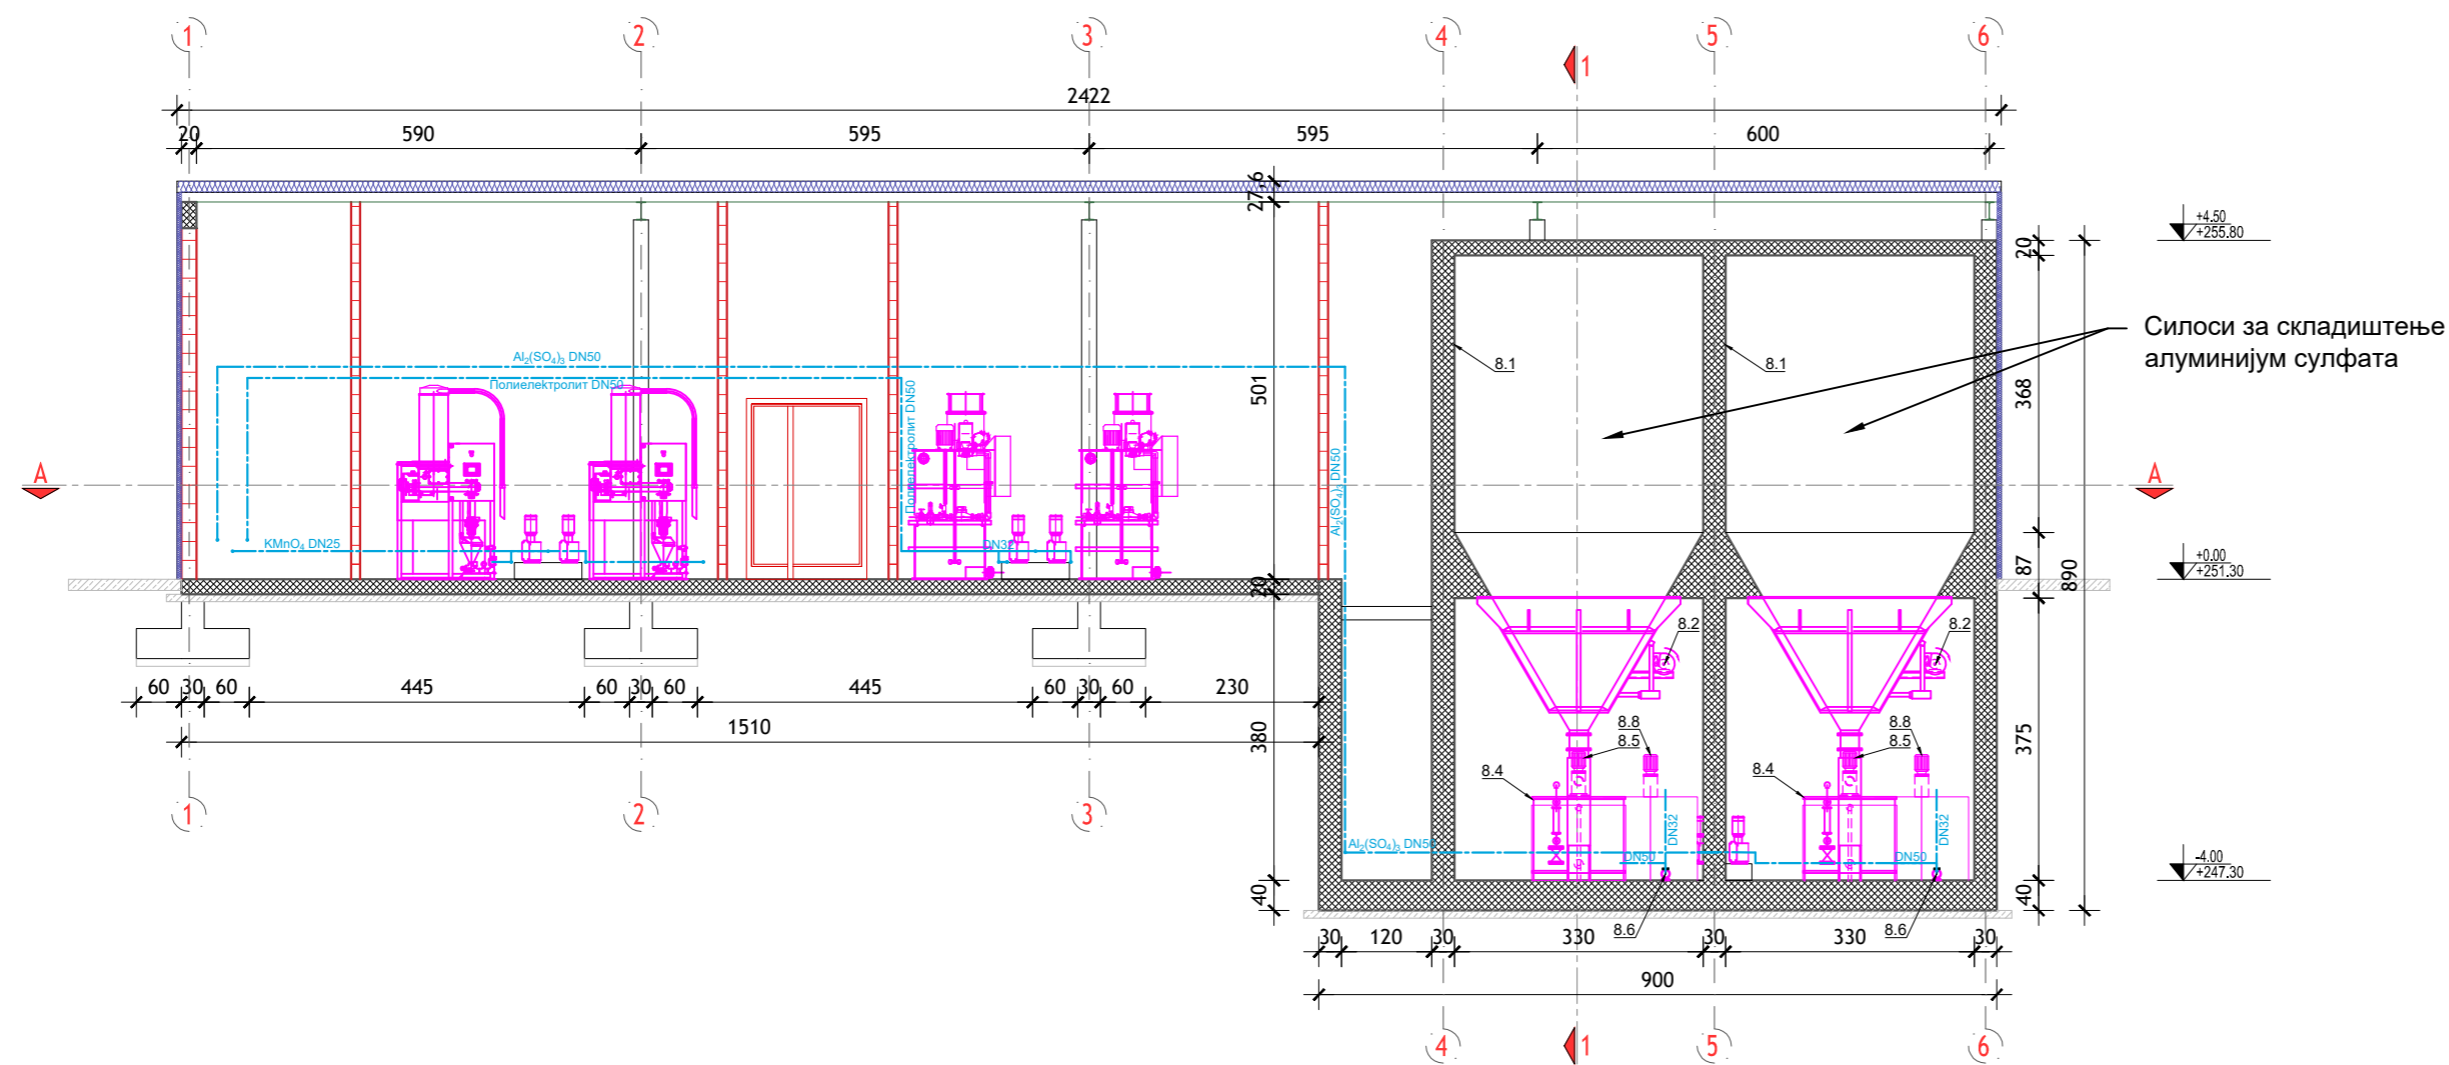 1 2 3 4 5 6
1
2422
20 590 595 595 600
27,6
+4.50
+255.80
20
Силоси за складиштење
алуминијум сулфата
8.1 8.1
Al₂(SO₄)₃ DN50
Полиелектролит DN50
Полиелектролит DN50
501
368
Al₂(SO₄)₃ DN50
A A
KMnO₄ DN25
DN32
+0.00
+251.30
87
890
20
8.2 8.2
60 30 60 445 60 30 60 445 60 30 60 230
1510
380
375
8.8 8.8
8.5 8.5
8.4 8.4
1 2 3
DN32 DN32
Al₂(SO₄)₃ DN50
DN50 DN50
-4.00
+247.30
40 40
8.6 8.6
30 120 30 330 30 330 30
900
4 1 5 6